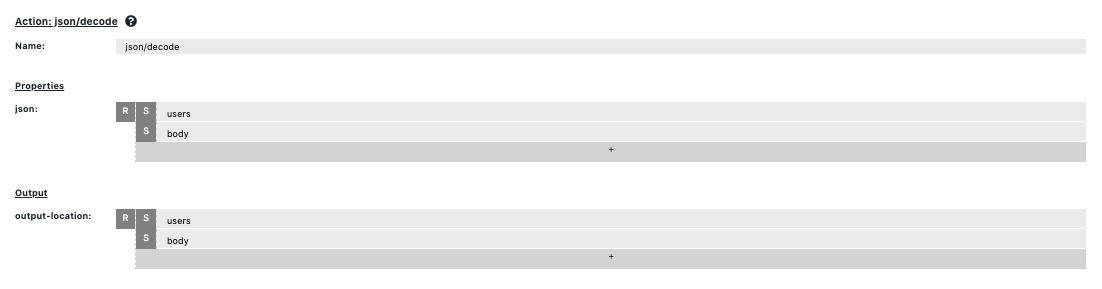 Action: json/decode ?
Name: json/decode
Properties
json: R S users
S body
+
Output
output-location: R S users
S body
+